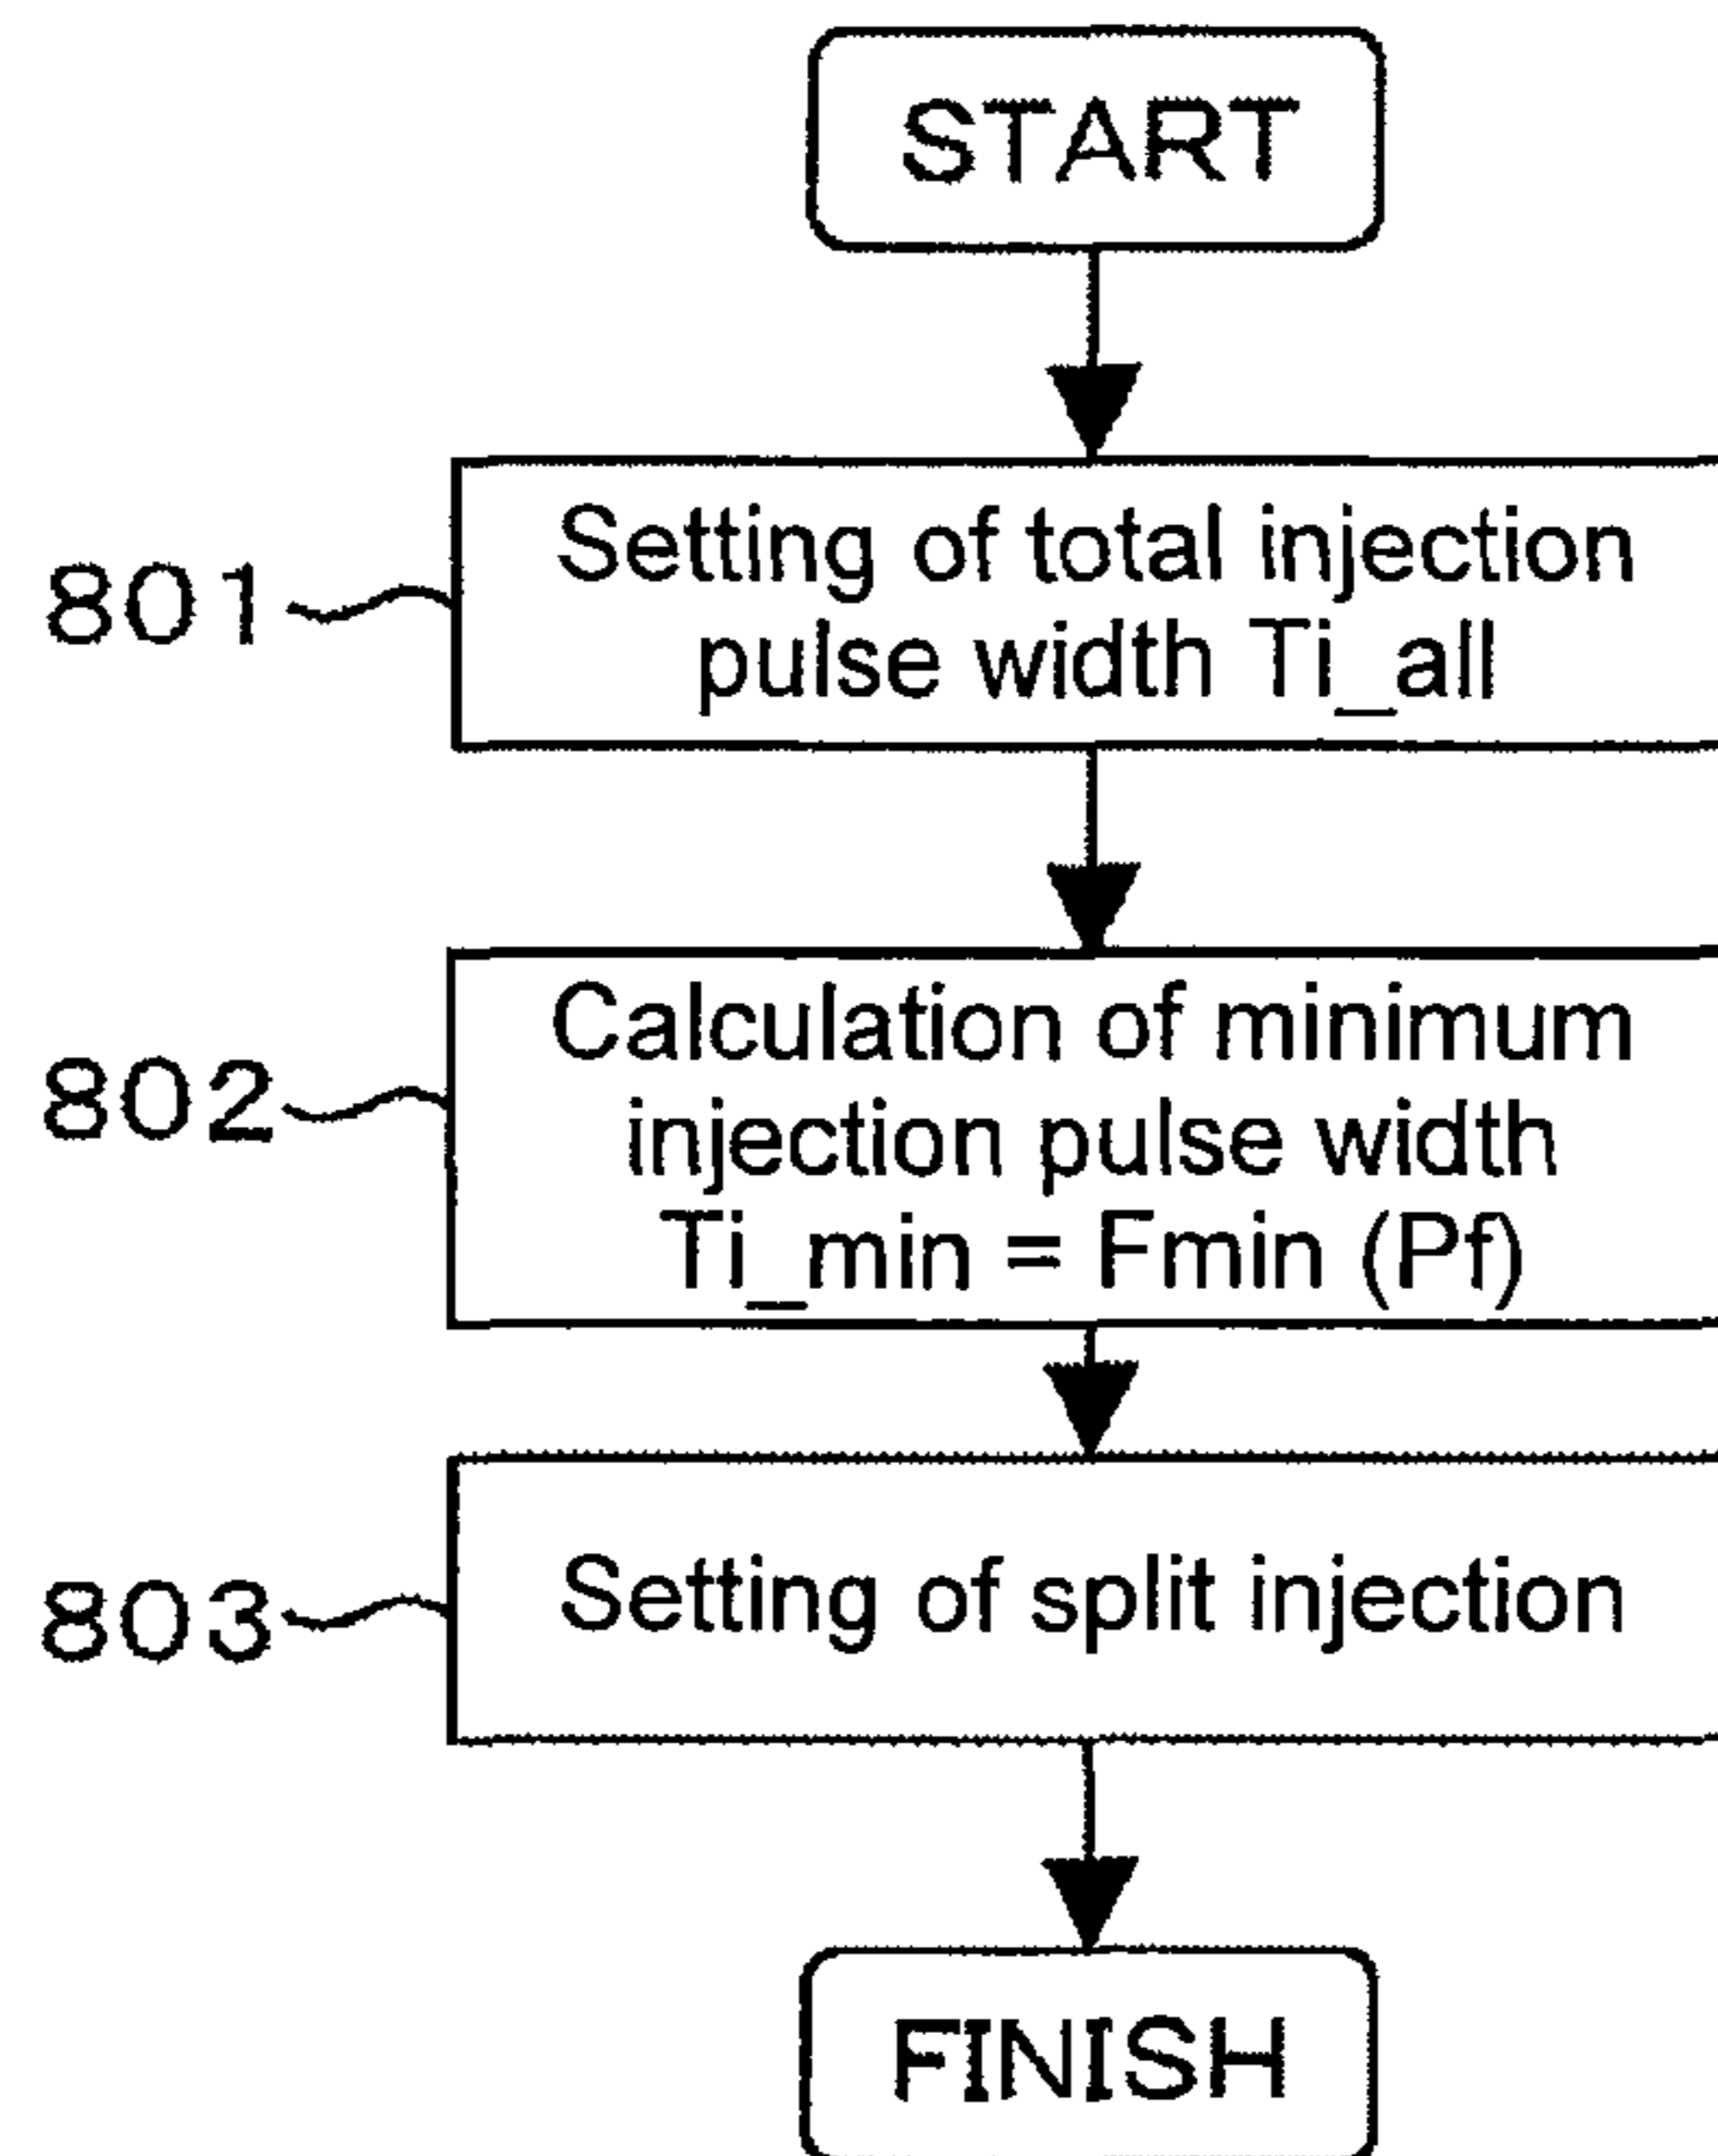 START
801
Setting of total injection
pulse width Ti_all
802
Calculation of minimum
injection pulse width
Ti_min = Fmin (Pf)
803
Setting of split injection
FINISH